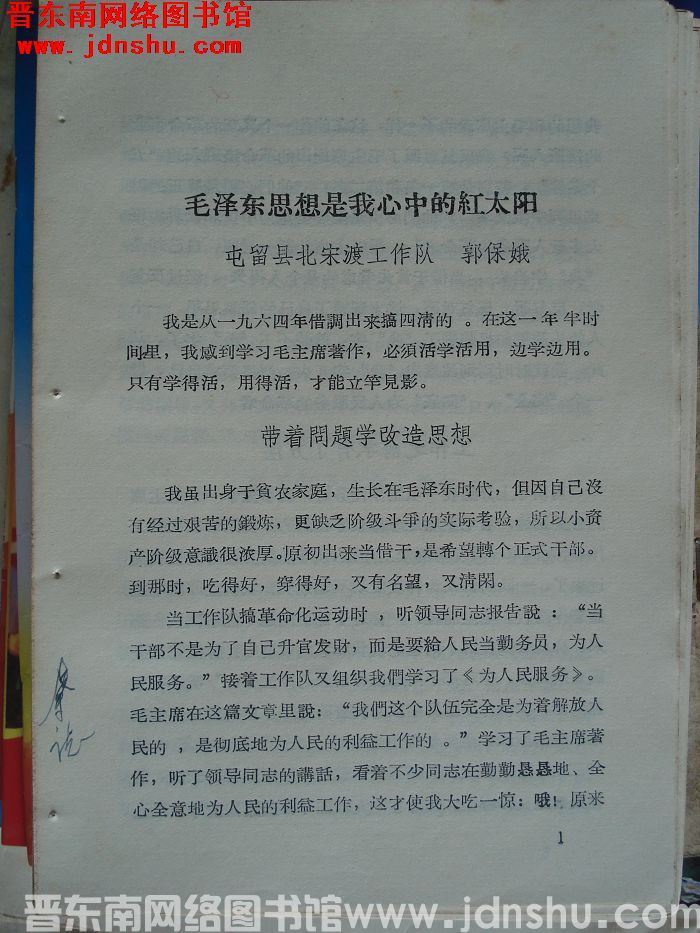 晋东南网络图书馆
www.jdnshu.com
毛泽东思想是我心中的紅太阳
屯留县北宋渡工作队 郭保娥
我是从一九六四年借調出来搞四清的。在这一年半时
间里，我感到学习毛主席著作，必須活学活用，边学边用。
只有学得活，用得活，才能立竿見影。
带着問題学改造思想
我虽出身于貧农家庭，生长在毛泽东时代，但因自己沒
有经过艰苦的鍛炼，更缺乏阶级斗爭的实际考驗，所以小资
产阶级意識很浓厚。原初出来当借干，是希望轉个正式干部。
到那时，吃得好，穿得好，又有名望，又清閑。
当工作队搞革命化运动时，听领导同志报告說：“当
干部不是为了自己升官发財，而是要給人民当勤务员，为人
民服务。”接着工作队又组织我們学习了《为人民服务》。
毛主席在这篇文章里說：“我們这个队伍完全是为着解放人
民的，是彻底地为人民的利益工作的。”学习了毛主席著
作，听了领导同志的講話，看着不少同志在勤勤恳恳地、全
心全意地为人民的利益工作，这才使我大吃一惊：哦！原来
1
晋东南网络图书馆 www.jdnshu.com